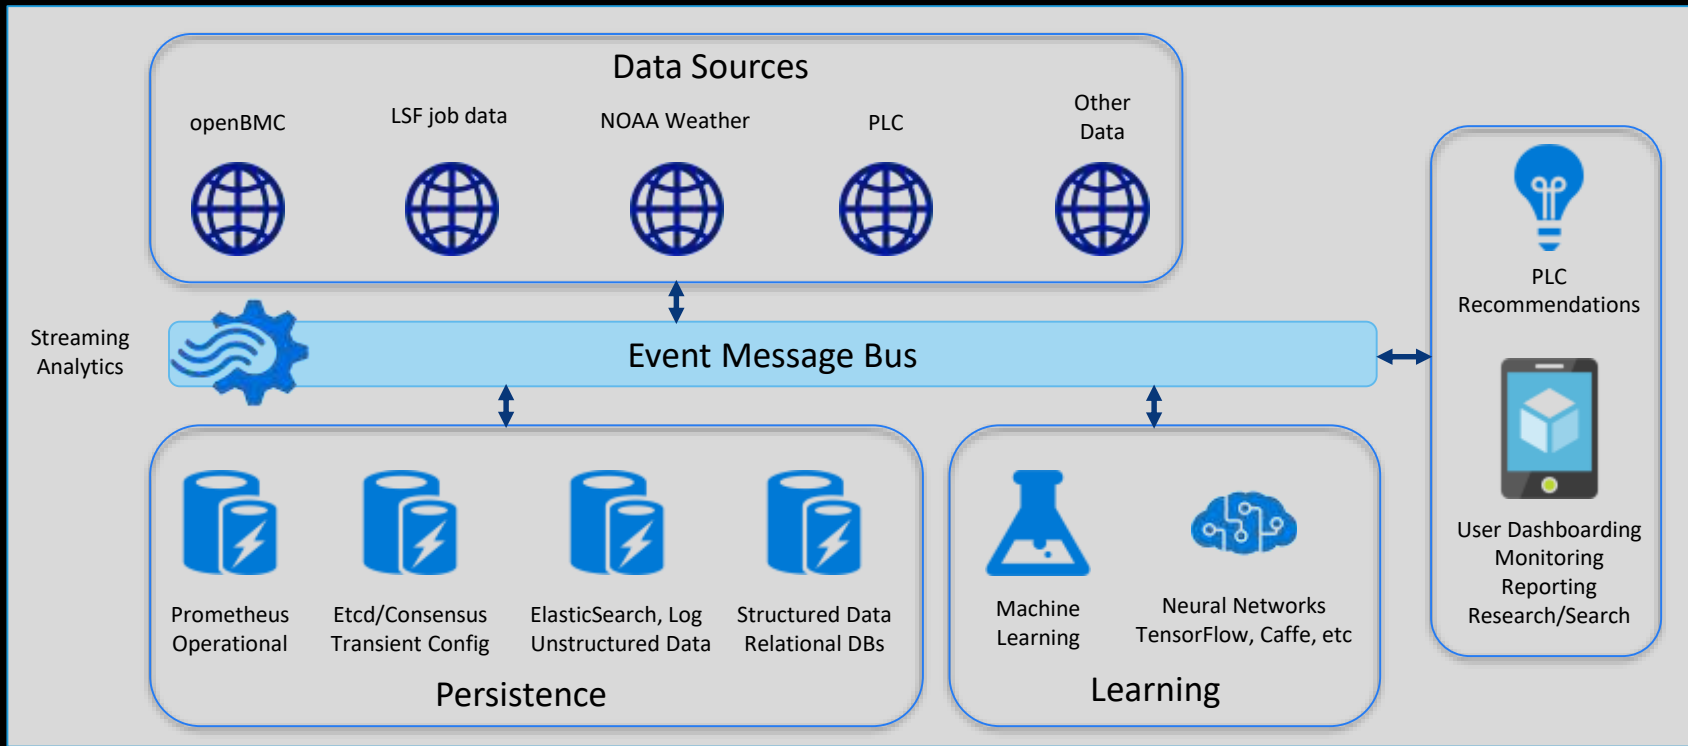 Data Sources
openBMC
LSF job data
NOAA Weather
PLC
Other
Data
PLC
Recommendations
Streaming
Analytics
Event Message Bus
User Dashboarding
Monitoring
Reporting
Research/Search
Prometheus
Operational
Etcd/Consensus
Transient Config
ElasticSearch, Log
Unstructured Data
Structured Data
Relational DBs
Persistence
Machine
Learning
Neural Networks
TensorFlow, Caffe, etc
Learning